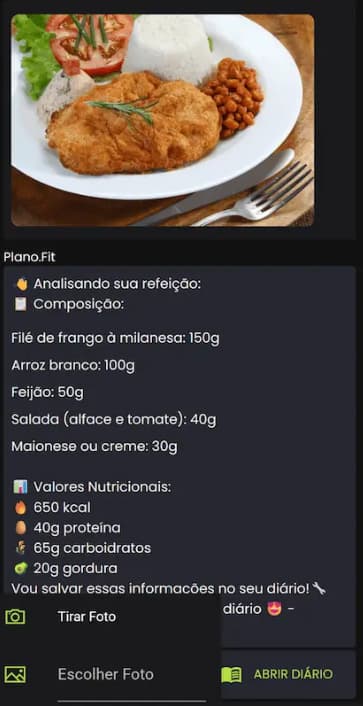 Plano.Fit
👋 Analisando sua refeição:
📋 Composição:
Filé de frango à milanesa: 150g
Arroz branco: 100g
Feijão: 50g
Salada (alface e tomate): 40g
Maionese ou creme: 30g
📊 Valores Nutricionais:
🔥 650 kcal
🥚 40g proteína
🌾 65g carboidratos
🥑 20g gordura
Vou salvar essas informações no seu diário! 🔧
diário 😍 -
Tirar Foto
Escolher Foto
ABRIR DIÁRIO